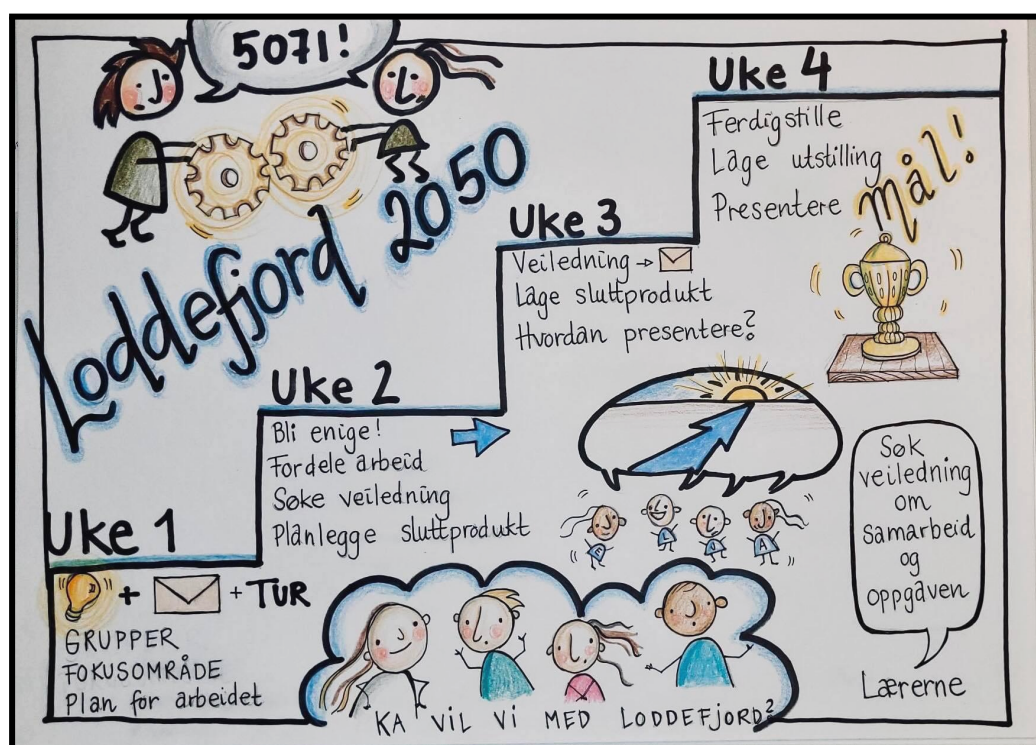 5071!
Loddefjord 2050
Uke 1
+ + TUR
GRUPPER
FOKUSOMRÅDE
Plan for arbeidet
Uke 2
Bli enige!
Fordele arbeid
Søke veiledning
Planlegge sluttprodukt
Uke 3
Veiledning →
Lage sluttprodukt
Hvordan presentere?
Uke 4
Ferdigstille
Lage utstilling
Presentere
Mål!
E L D A
KA VIL VI MED LODDEFJORD?
Søk
veiledning
om
samarbeid
og
oppgaven
Lærerne